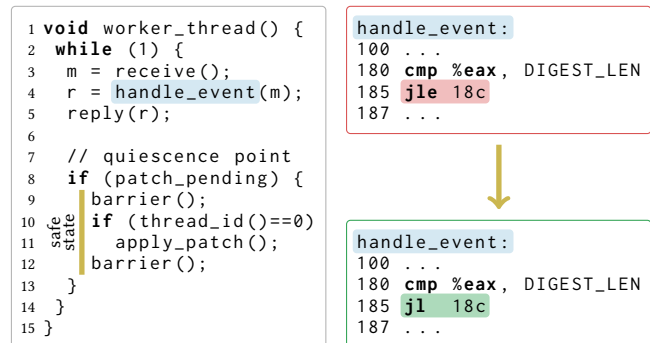 1 void worker_thread() {
2 while (1) {
3 m = receive();
4 r = handle_event(m);
5 reply(r);
6
7 // quiescence point
8 if (patch_pending) {
9 barrier();
10 if (thread_id()==0)
11 apply_patch();
12 barrier();
13 }
14 }
15 }
safe
state
handle_event:
100 ...
180 cmp %eax, DIGEST_LEN
185 jle 18c
187 ...
handle_event:
100 ...
180 cmp %eax, DIGEST_LEN
185 jl 18c
187 ...